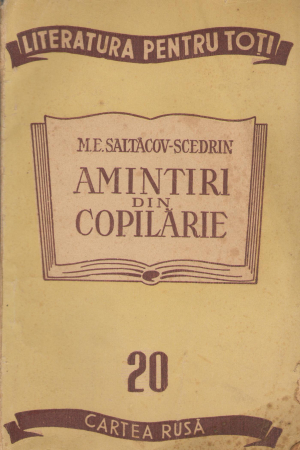 LITERATURA PENTRU TOȚI
M.E. SALTÂCOV-SCEDRIN
AMINTIRI
DIN
COPILĂRIE
20
CARTEA RUSĂ